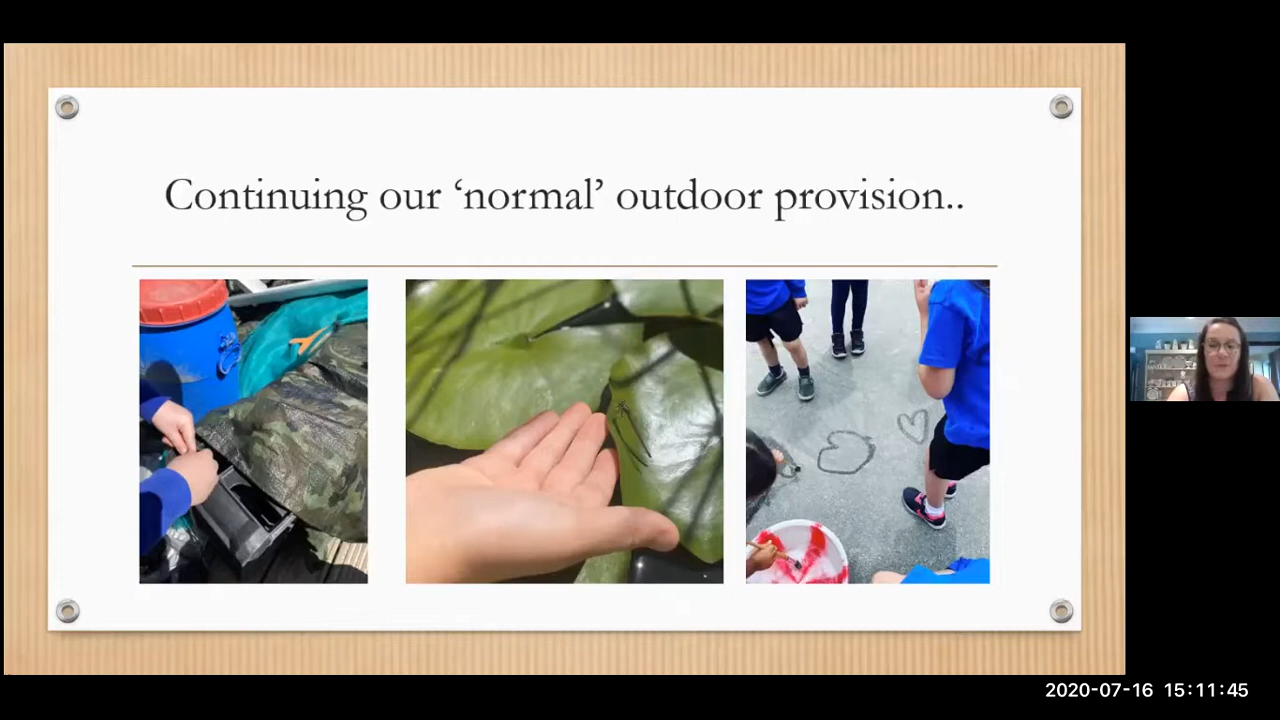 Continuing our ‘normal’ outdoor provision..
2020-07-16 15:11:45